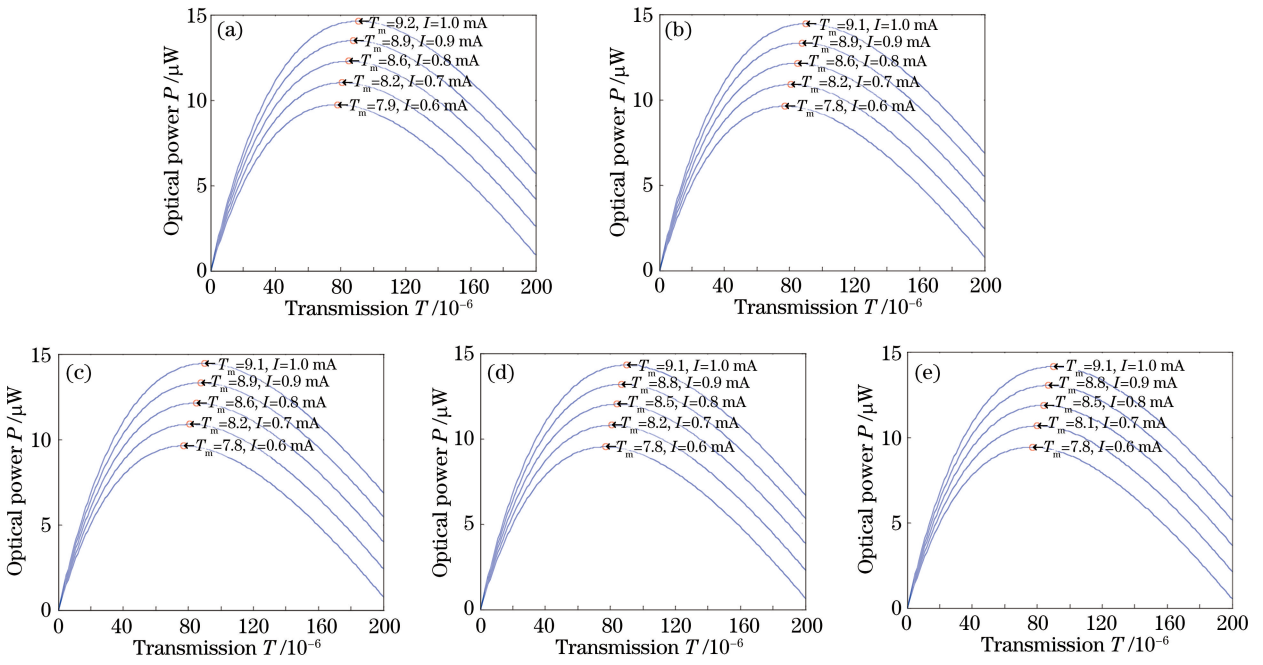 (a)
T_m=9.2, I=1.0 mA
T_m=8.9, I=0.9 mA
T_m=8.6, I=0.8 mA
T_m=8.2, I=0.7 mA
T_m=7.9, I=0.6 mA
15
10
5
0
Optical power P /μW
0 40 80 120 160 200
Transmission T /10⁻⁶
(b)
T_m=9.1, I=1.0 mA
T_m=8.9, I=0.9 mA
T_m=8.6, I=0.8 mA
T_m=8.2, I=0.7 mA
T_m=7.8, I=0.6 mA
15
10
5
0
Optical power P /μW
0 40 80 120 160 200
Transmission T /10⁻⁶
(c)
T_m=9.1, I=1.0 mA
T_m=8.9, I=0.9 mA
T_m=8.6, I=0.8 mA
T_m=8.2, I=0.7 mA
T_m=7.8, I=0.6 mA
15
10
5
0
Optical power P /μW
0 40 80 120 160 200
Transmission T /10⁻⁶
(d)
T_m=9.1, I=1.0 mA
T_m=8.8, I=0.9 mA
T_m=8.5, I=0.8 mA
T_m=8.2, I=0.7 mA
T_m=7.8, I=0.6 mA
15
10
5
0
Optical power P /μW
0 40 80 120 160 200
Transmission T /10⁻⁶
(e)
T_m=9.1, I=1.0 mA
T_m=8.8, I=0.9 mA
T_m=8.5, I=0.8 mA
T_m=8.1, I=0.7 mA
T_m=7.8, I=0.6 mA
15
10
5
0
Optical power P /μW
0 40 80 120 160 200
Transmission T /10⁻⁶